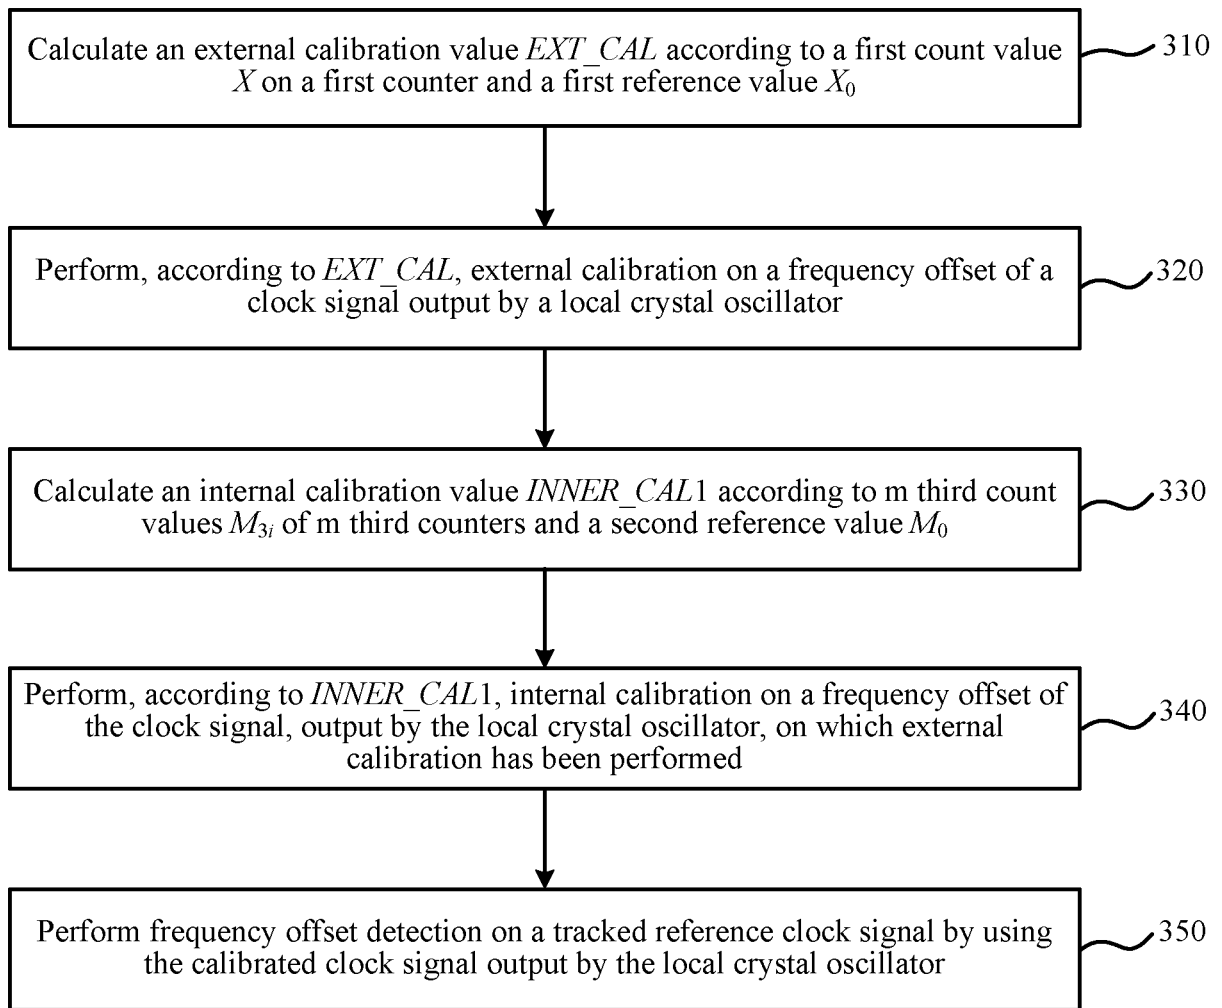 Calculate an external calibration value EXT_CAL according to a first count value
X on a first counter and a first reference value X₀
310
Perform, according to EXT_CAL, external calibration on a frequency offset of a
clock signal output by a local crystal oscillator
320
Calculate an internal calibration value INNER_CAL1 according to m third count
values M₃ᵢ of m third counters and a second reference value M₀
330
Perform, according to INNER_CAL1, internal calibration on a frequency offset of
the clock signal, output by the local crystal oscillator, on which external
calibration has been performed
340
Perform frequency offset detection on a tracked reference clock signal by using
the calibrated clock signal output by the local crystal oscillator
350